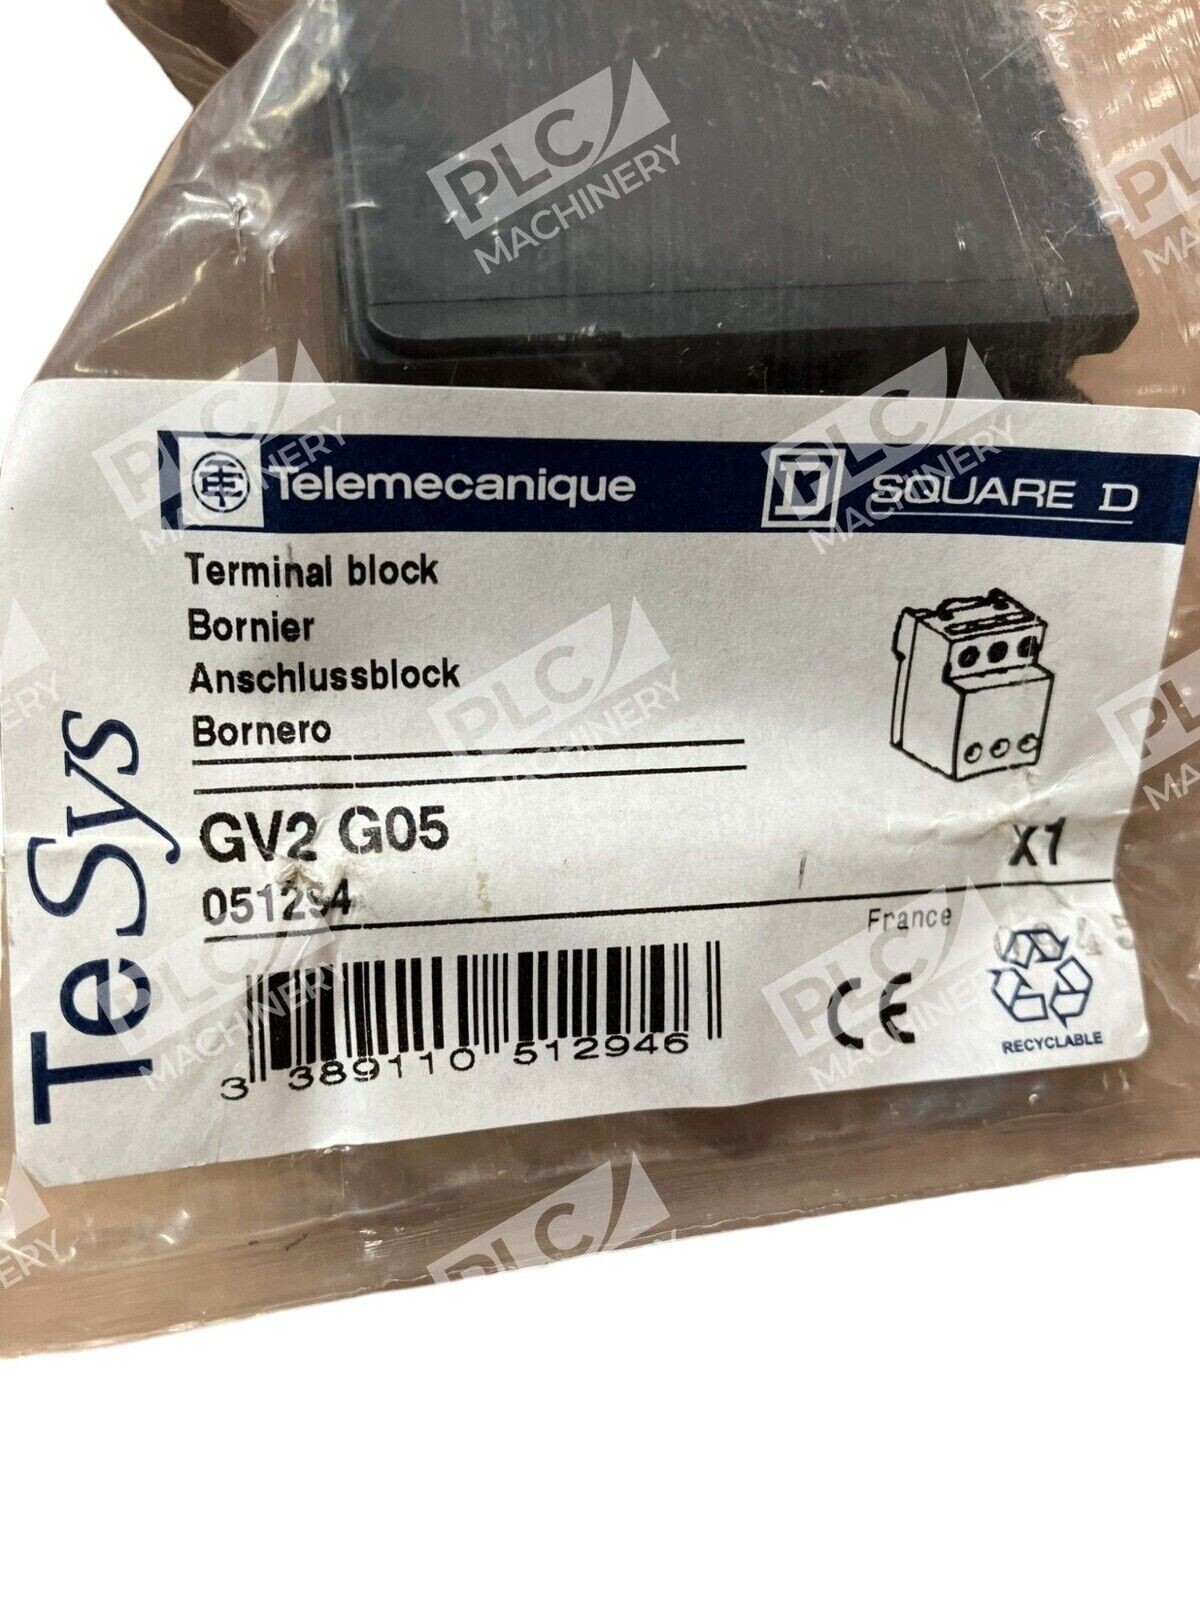 PLC
MACHINERY
Telemecanique
D
SQUARE D
Terminal block
Bornier
Anschlussblock
Bornero
TeSys
GV2 G05
051294
X1
France
CE
RECYCLABLE
3 389110 512946